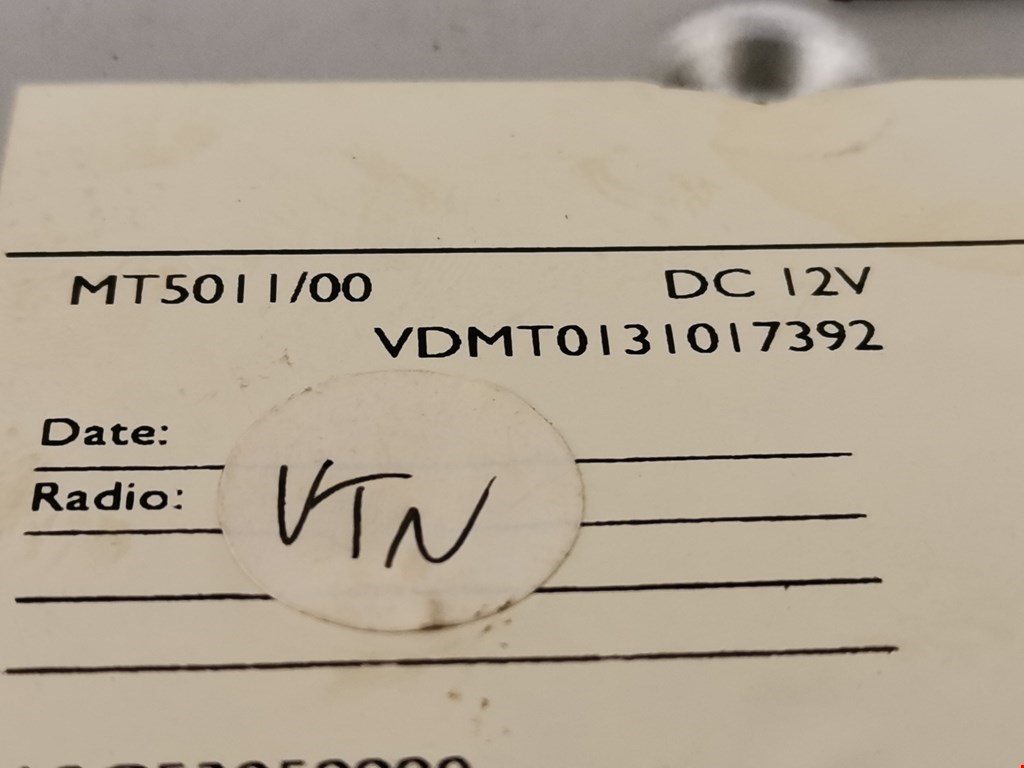 MT5011/00 DC 12V
VDMT0131017392
Date:
Radio:
VTN